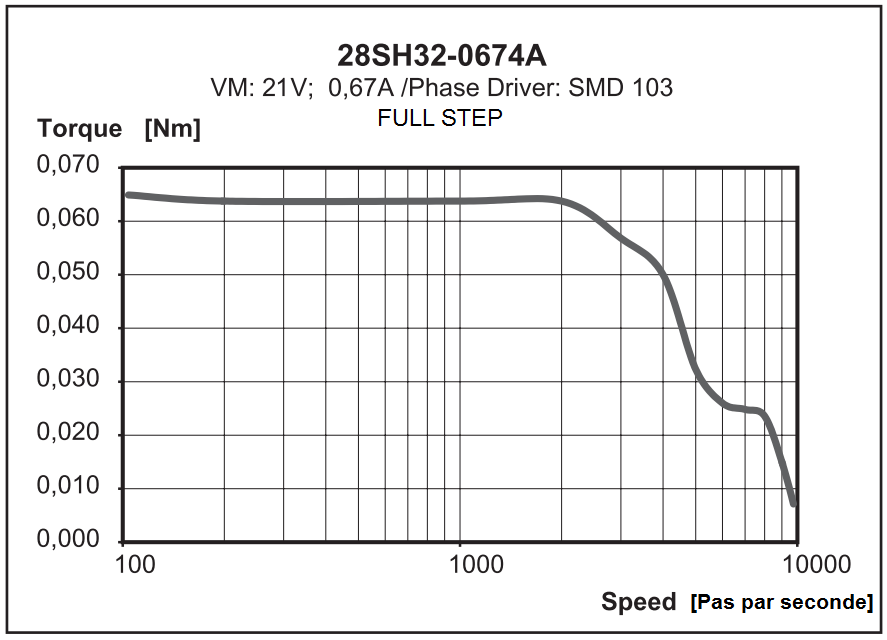 28SH32-0674A
VM: 21V; 0,67A /Phase Driver: SMD 103
FULL STEP
Torque [Nm]
0,070
0,060
0,050
0,040
0,030
0,020
0,010
0,000
100 1000 10000
Speed [Pas par seconde]